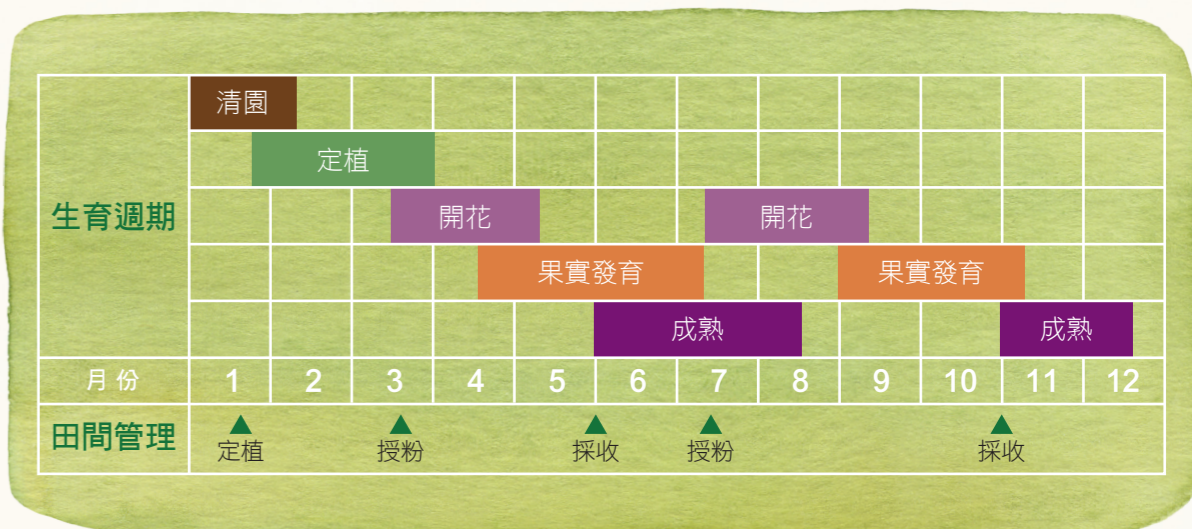 清園
定植
生育週期
開花 開花
果實發育 果實發育
成熟 成熟
月份 1 2 3 4 5 6 7 8 9 10 11 12
田間管理
定植 授粉 採收 授粉 採收